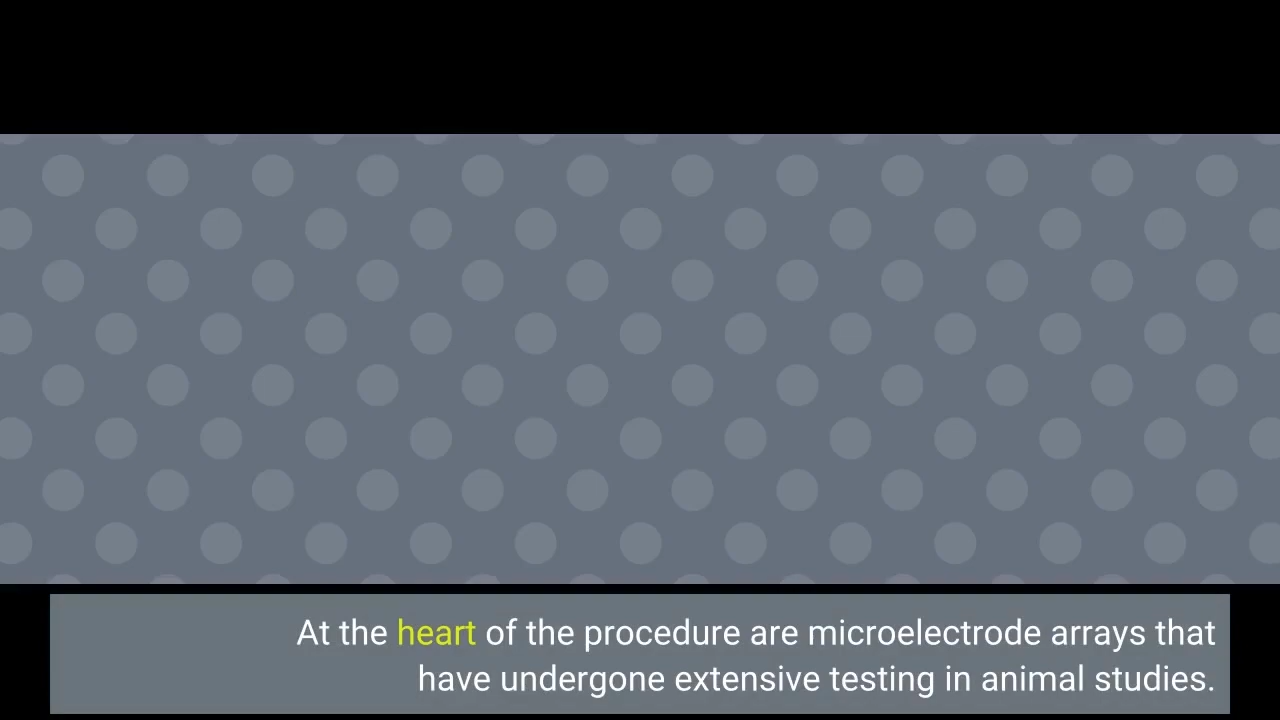 At the heart of the procedure are microelectrode arrays that
have undergone extensive testing in animal studies.